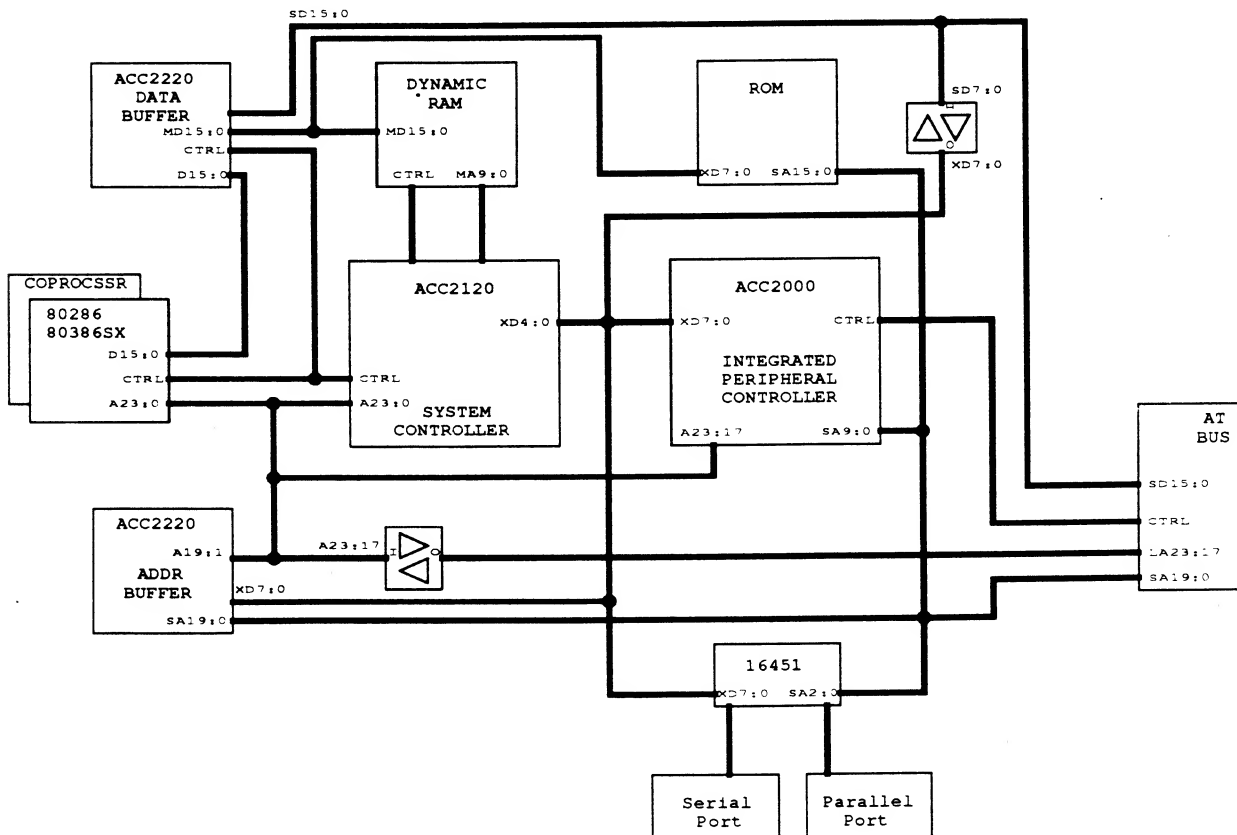 SD15:0
ACC2220
DATA
BUFFER
MD15:0
CTRL
D15:0
DYNAMIC
RAM
MD15:0
CTRL MA9:0
ROM
XD7:0 SA15:0
SD7:0
O
XD7:0
COPROCSSR
80286
80386SX
D15:0
CTRL
A23:0
ACC2120
XD4:0
CTRL
A23:0
SYSTEM
CONTROLLER
ACC2000
XD7:0
CTRL
INTEGRATED
PERIPHERAL
CONTROLLER
A23:17 SA9:0
AT
BUS
SD15:0
CTRL
LA23:17
SA19:0
ACC2220
A19:1
ADDR
BUFFER
XD7:0
SA19:0
A23:17
I O
16451
XD7:0 SA2:0
Serial
Port
Parallel
Port